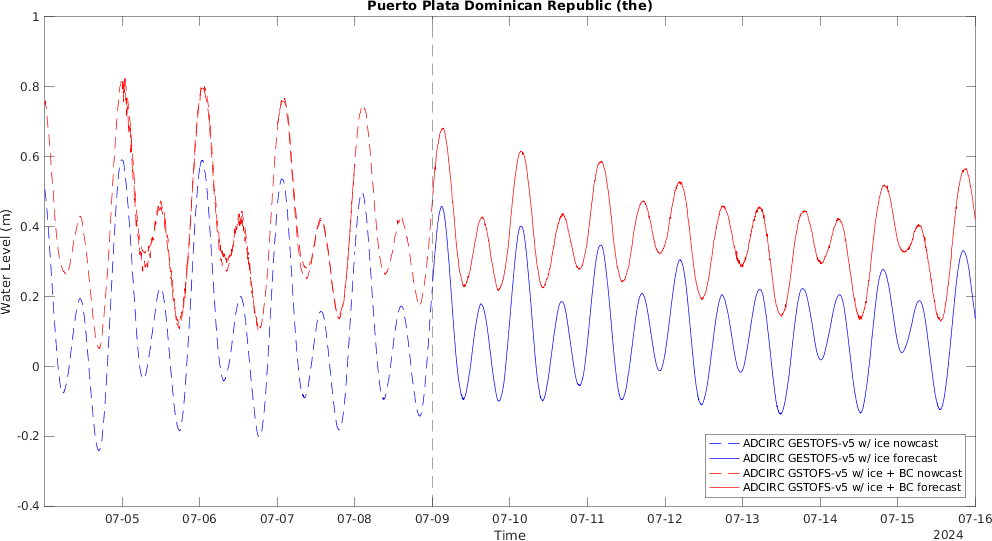 Puerto Plata Dominican Republic (the)
Water Level (m)
1
0.8
0.6
0.4
0.2
0
-0.2
-0.4
ADCIRC GESTOFS-v5 w/ ice nowcast
ADCIRC GESTOFS-v5 w/ ice forecast
ADCIRC GSTOFS-v5 w/ ice + BC nowcast
ADCIRC GSTOFS-v5 w/ ice + BC forecast
07-05 07-06 07-07 07-08 07-09 07-10 07-11 07-12 07-13 07-14 07-15 07-16
Time
2024